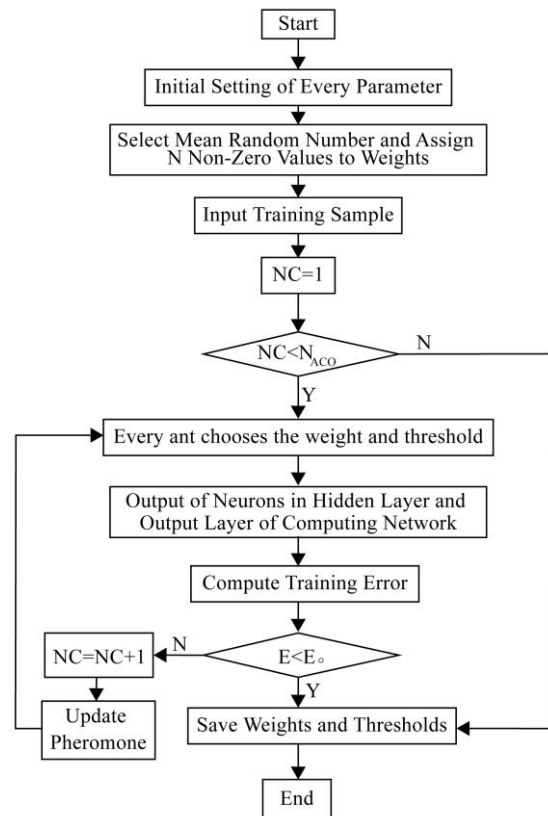 Start
Initial Setting of Every Parameter
Select Mean Random Number and Assign
N Non-Zero Values to Weights
Input Training Sample
NC=1
NC<N_ACO
N
Y
Every ant chooses the weight and threshold
Output of Neurons in Hidden Layer and
Output Layer of Computing Network
Compute Training Error
NC=NC+1
N
E<E。
Y
Update
Pheromone
Save Weights and Thresholds
End